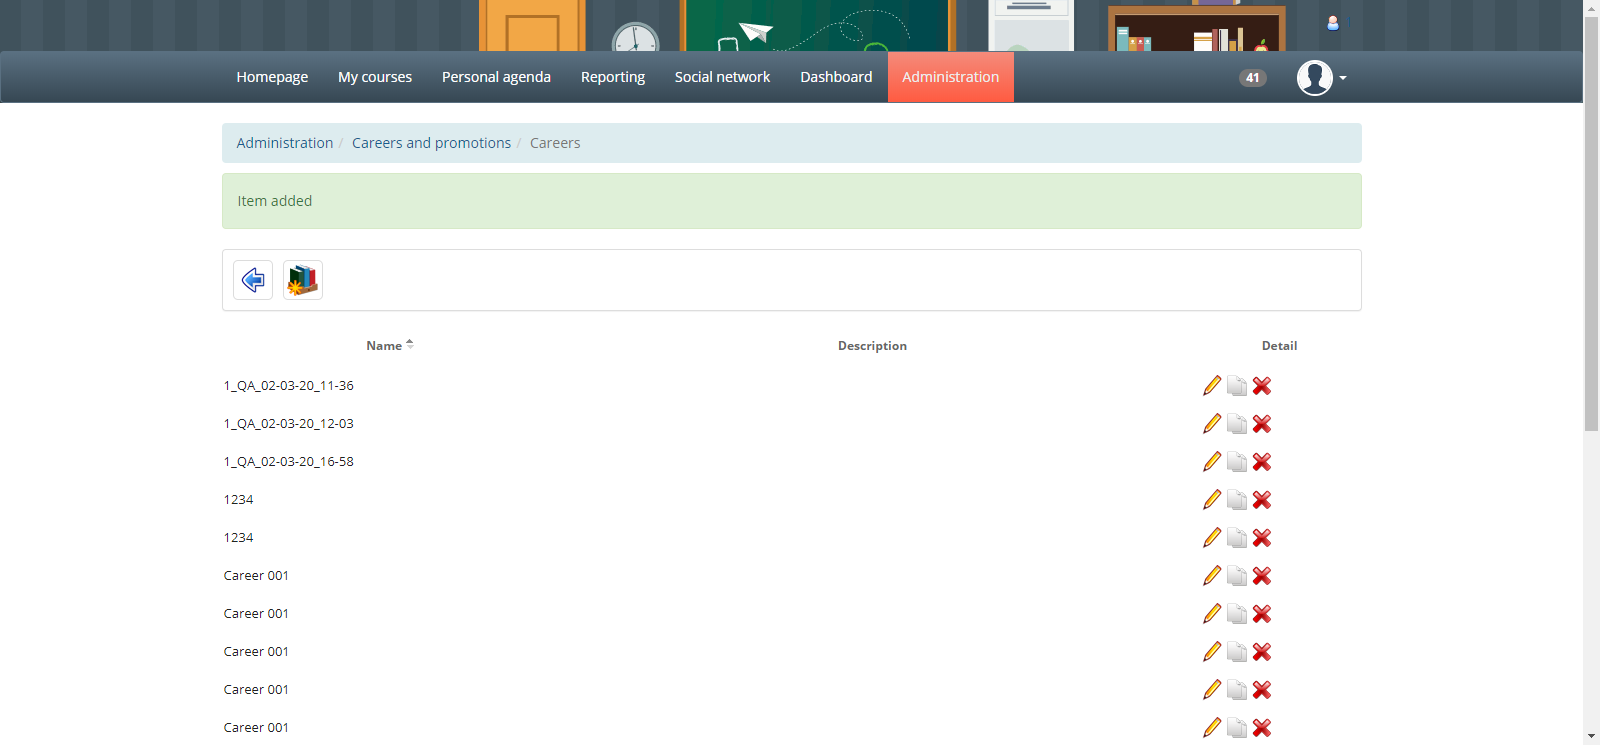 Homepage My courses Personal agenda Reporting Social network Dashboard Administration 41
Administration / Careers and promotions / Careers
Item added
Name Description Detail
1_QA_02-03-20_11-36
1_QA_02-03-20_12-03
1_QA_02-03-20_16-58
1234
1234
Career 001
Career 001
Career 001
Career 001
Career 001